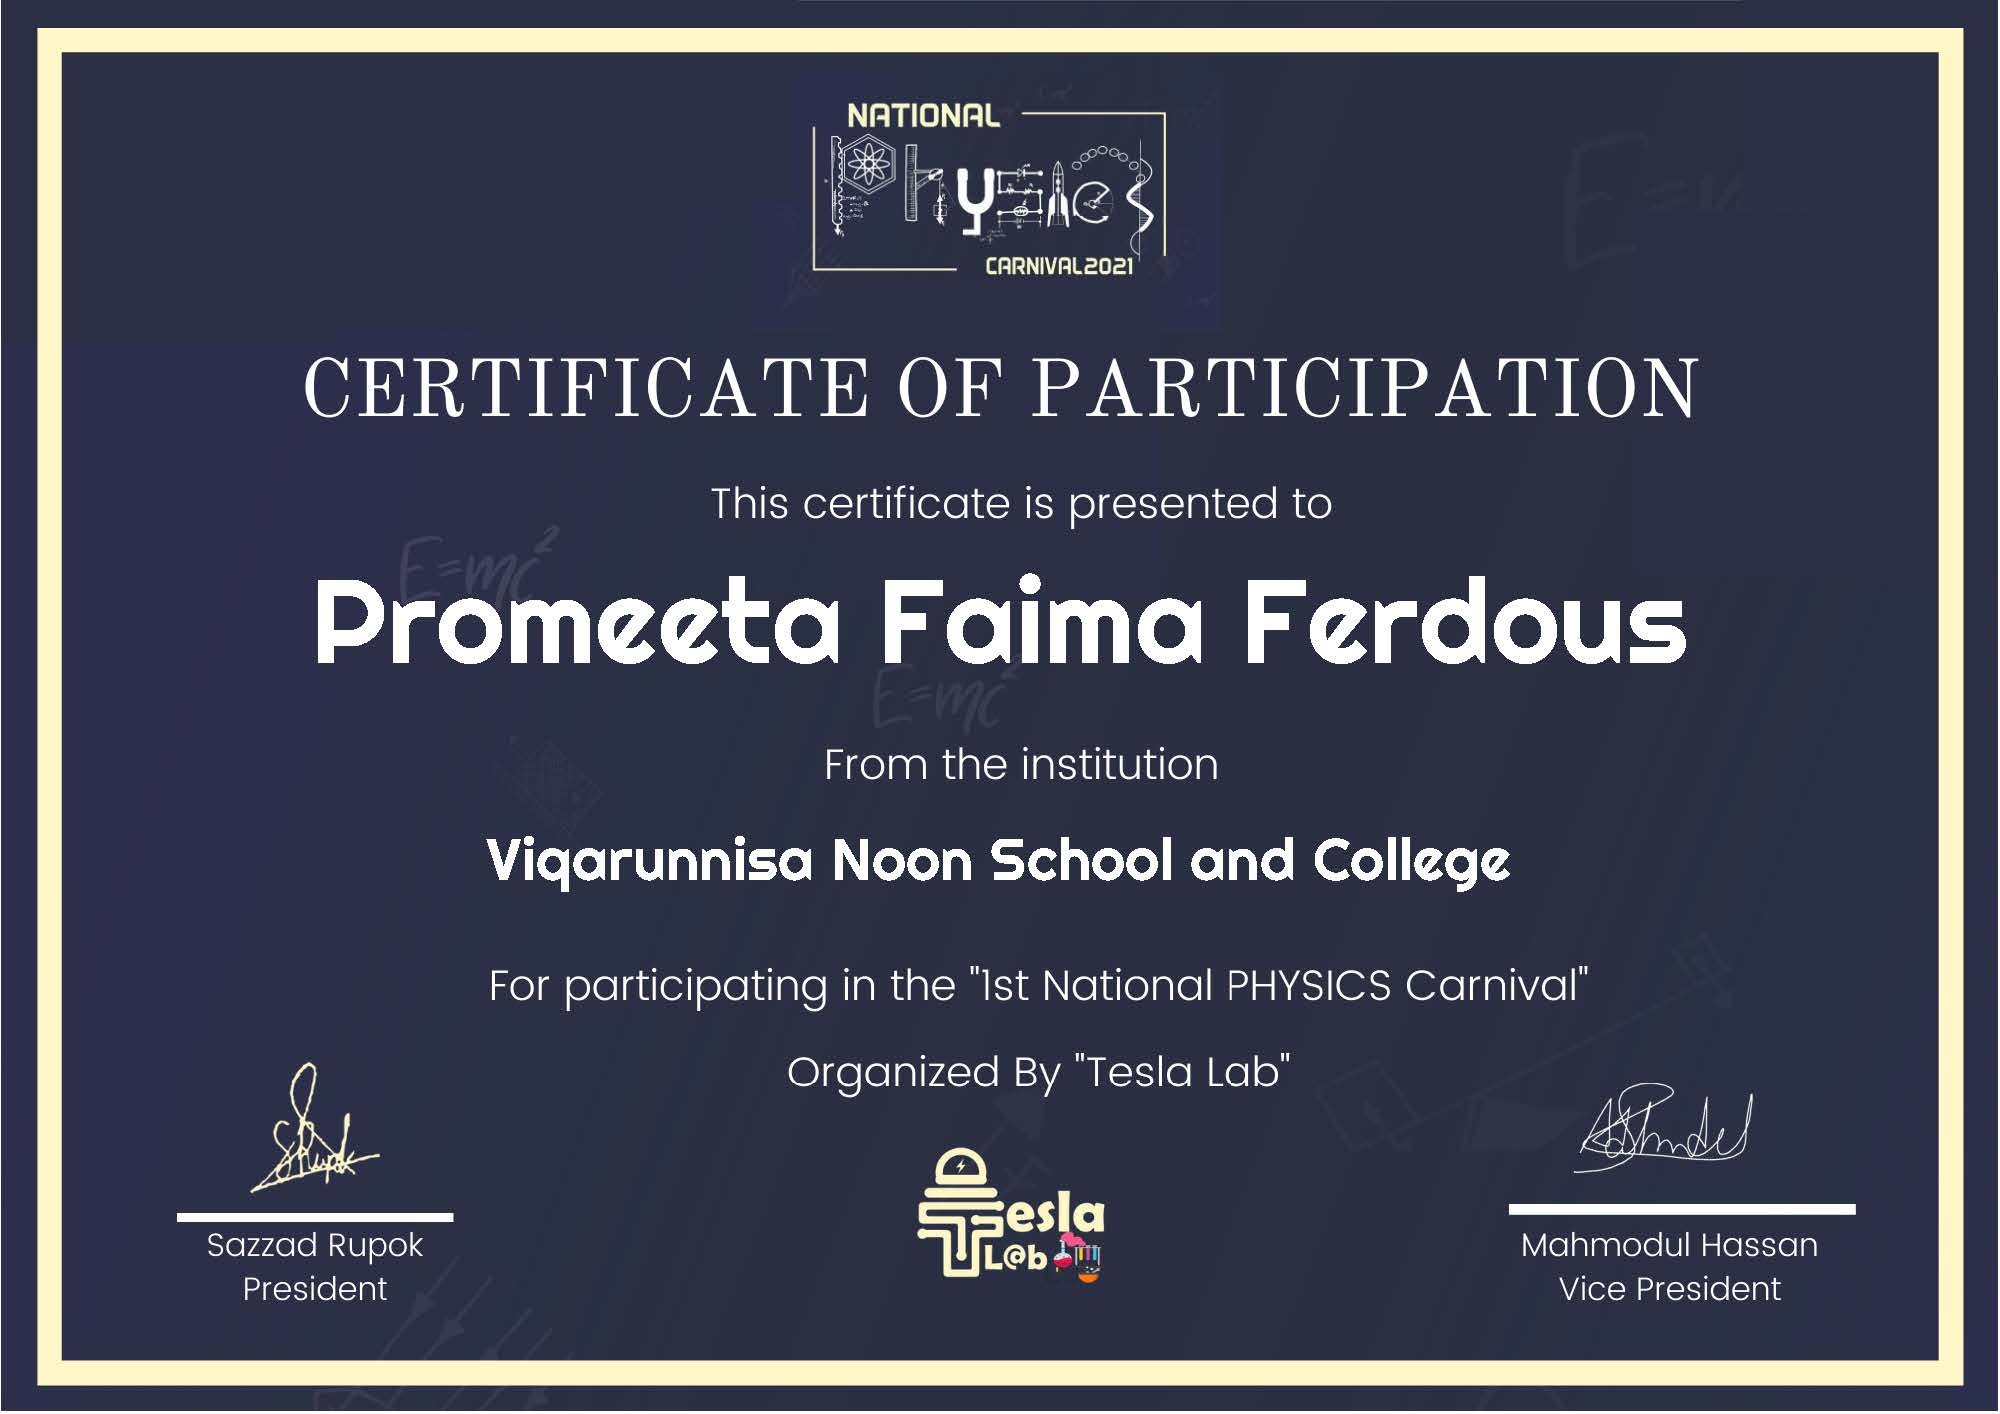 NATIONAL
PhYSICS
CARNIVAL2021
CERTIFICATE OF PARTICIPATION
This certificate is presented to
E=mc²
Promeeta Faima Ferdous
E=mc²
From the institution
Viqarunnisa Noon School and College
For participating in the "1st National PHYSICS Carnival"
Organized By "Tesla Lab"
Tesla
L@b
Sazzad Rupok
President
Mahmodul Hassan
Vice President